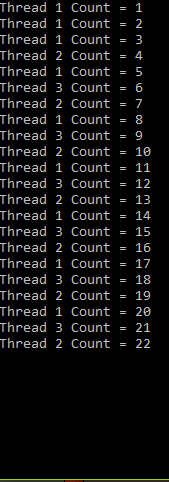 Thread 1 Count = 1
Thread 1 Count = 2
Thread 1 Count = 3
Thread 2 Count = 4
Thread 1 Count = 5
Thread 3 Count = 6
Thread 2 Count = 7
Thread 1 Count = 8
Thread 3 Count = 9
Thread 2 Count = 10
Thread 1 Count = 11
Thread 3 Count = 12
Thread 2 Count = 13
Thread 1 Count = 14
Thread 3 Count = 15
Thread 2 Count = 16
Thread 1 Count = 17
Thread 3 Count = 18
Thread 2 Count = 19
Thread 1 Count = 20
Thread 3 Count = 21
Thread 2 Count = 22